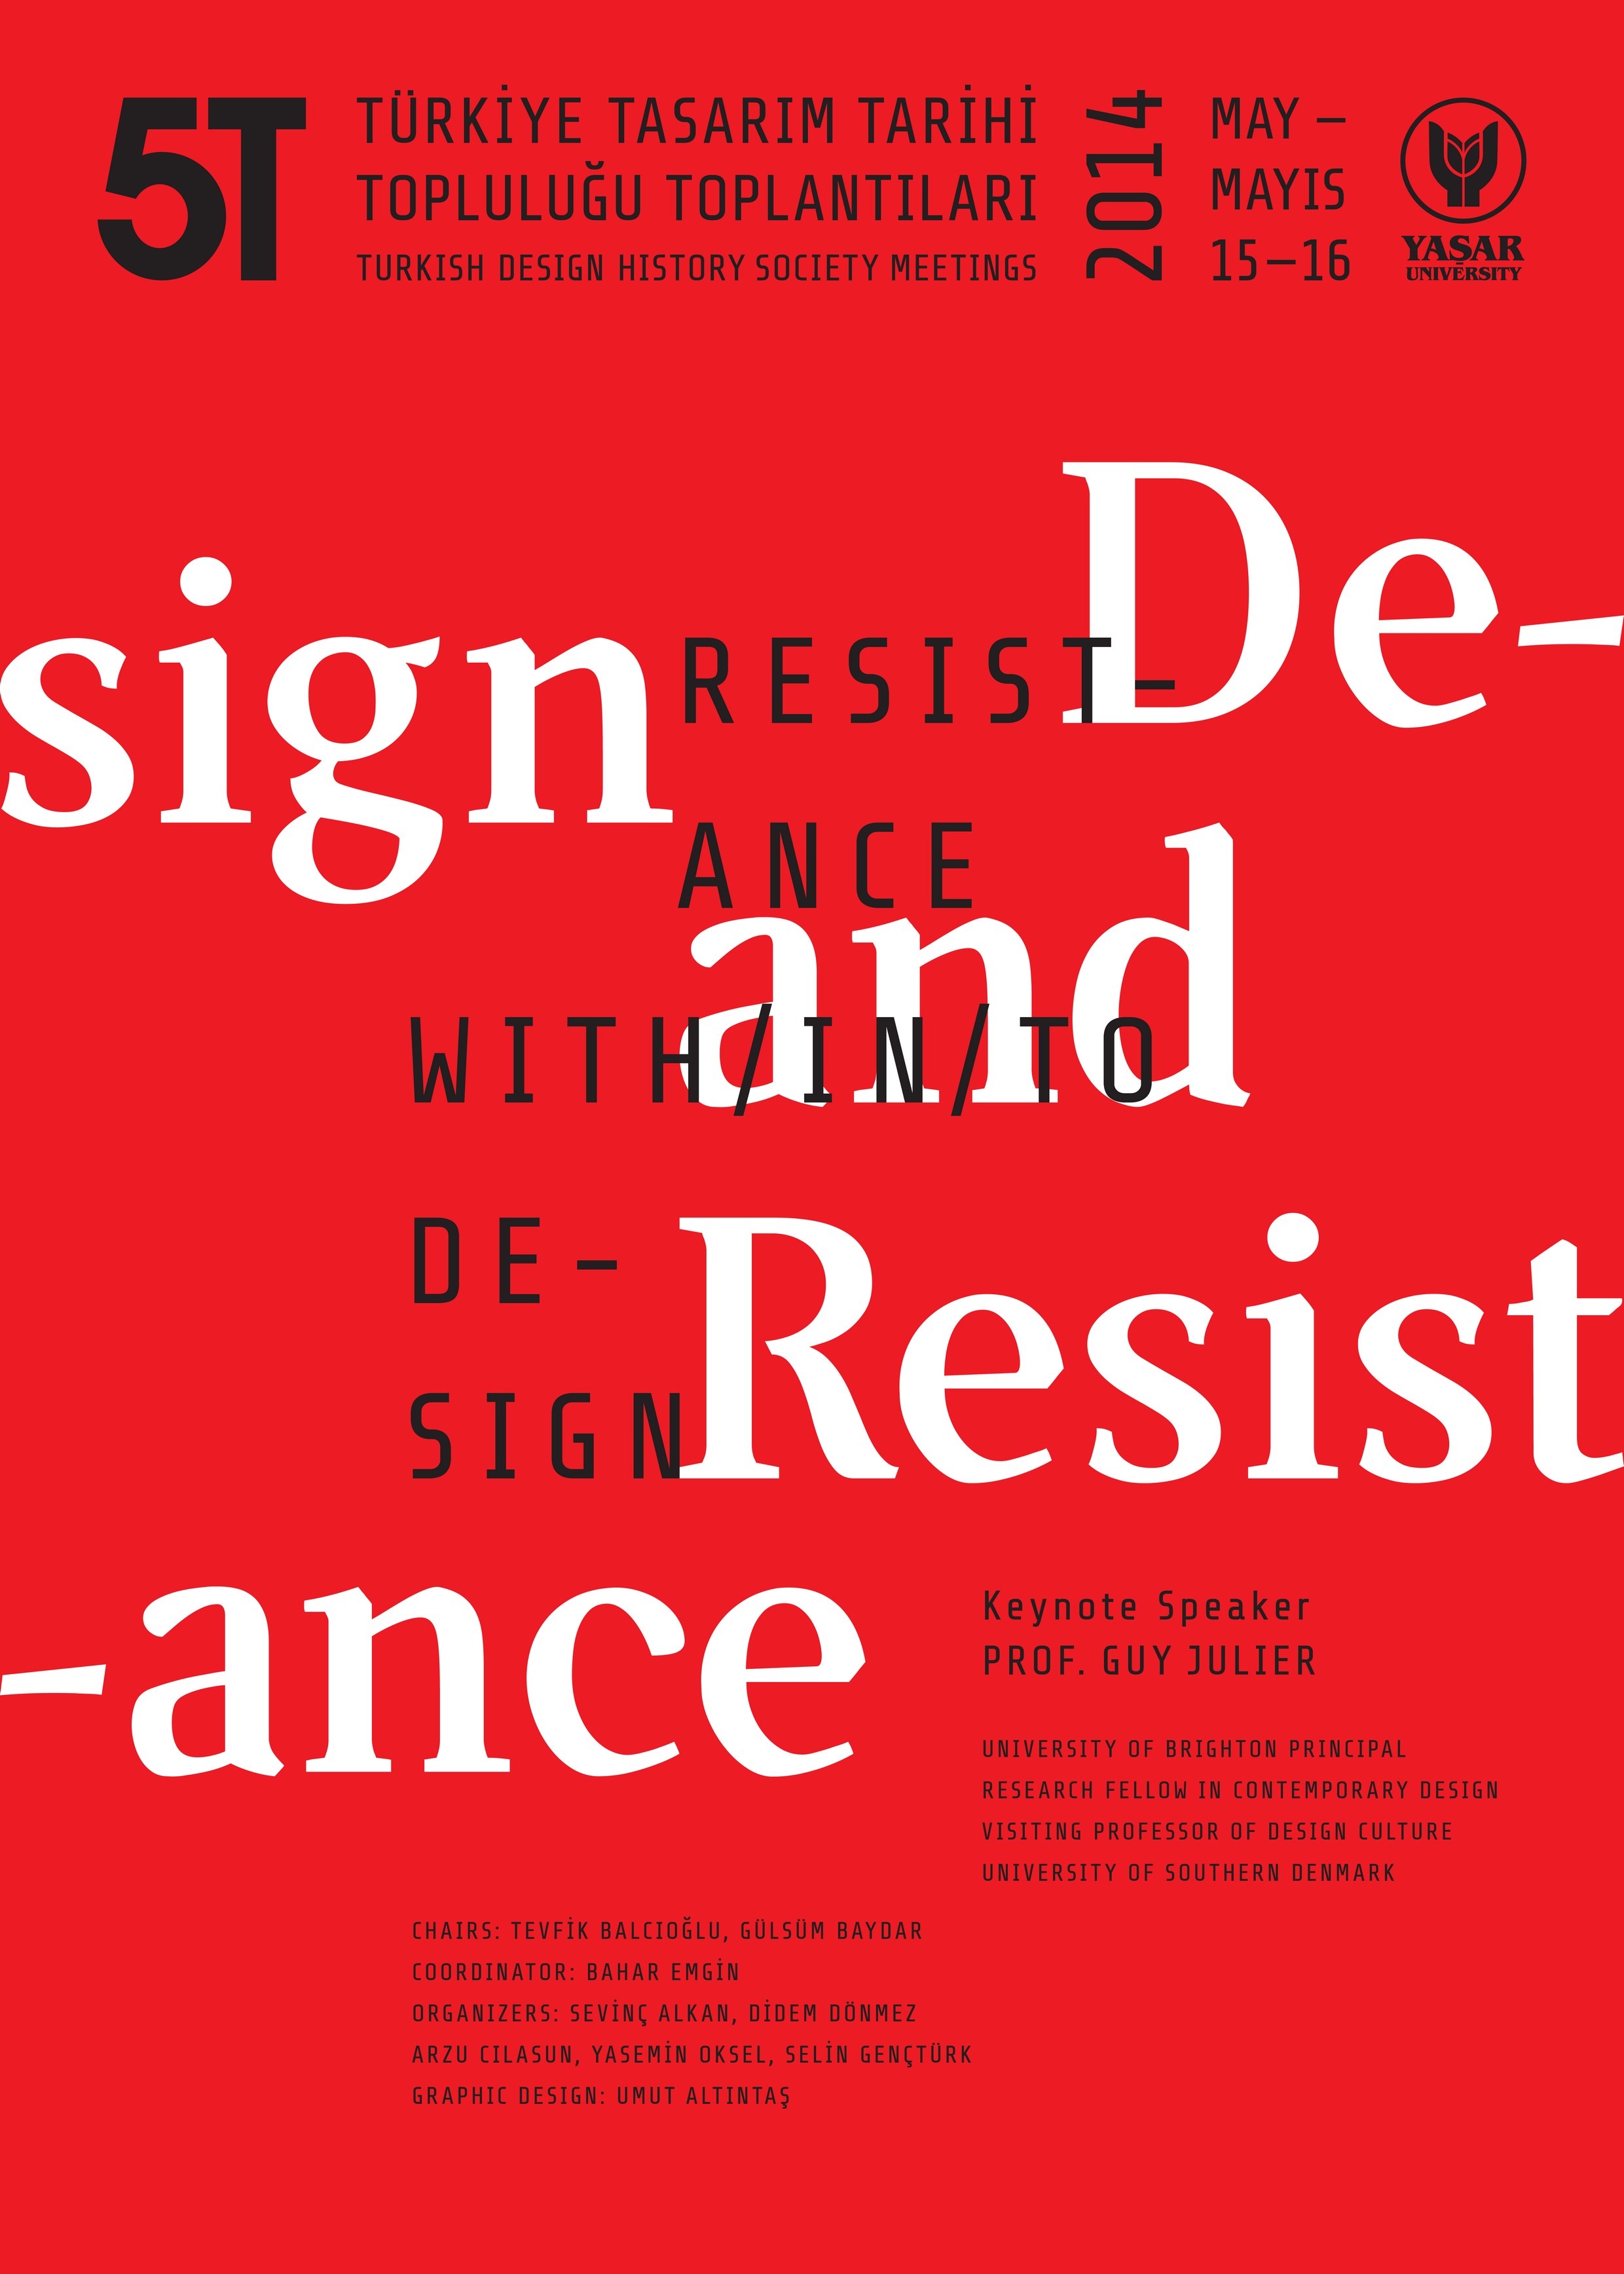 5T
TÜRKİYE TASARIM TARİHİ
TOPLULUĞU TOPLANTILARI
TURKISH DESIGN HISTORY SOCIETY MEETINGS
2014
MAY –
MAYIS
15–16
YAŞAR
UNIVERSITY
De-
sign
and
Resist
-ance
RESIST-
ANCE
WITH/IN/TO
DE-
SIGN
Keynote Speaker
PROF. GUY JULIER
UNIVERSITY OF BRIGHTON PRINCIPAL
RESEARCH FELLOW IN CONTEMPORARY DESIGN
VISITING PROFESSOR OF DESIGN CULTURE
UNIVERSITY OF SOUTHERN DENMARK
CHAIRS: TEVFİK BALCIOĞLU, GÜLSÜM BAYDAR
COORDINATOR: BAHAR EMGİN
ORGANIZERS: SEVİNÇ ALKAN, DİDEM DÖNMEZ
ARZU CILASUN, YASEMİN OKSEL, SELİN GENÇTÜRK
GRAPHIC DESIGN: UMUT ALTINTAŞ